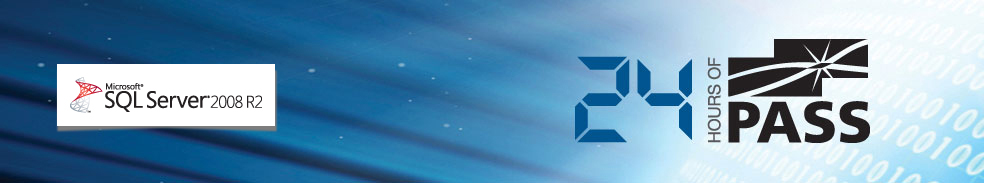 Microsoft®
SQL Server® 2008 R2
24
HOURS OF
PASS